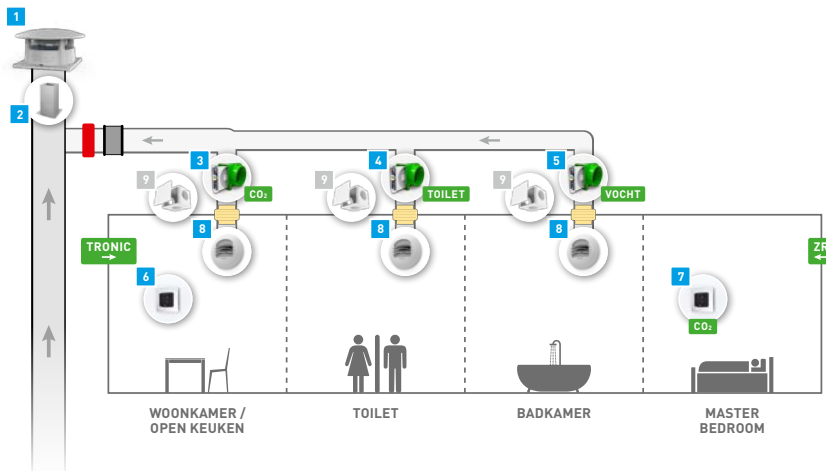 1
2
3
4
5
9
9
9
CO₂
TOILET
VOCHT
8
8
8
TRONIC
ZR
6
7
CO₂
WOONKAMER /
OPEN KEUKEN
TOILET
BADKAMER
MASTER
BEDROOM